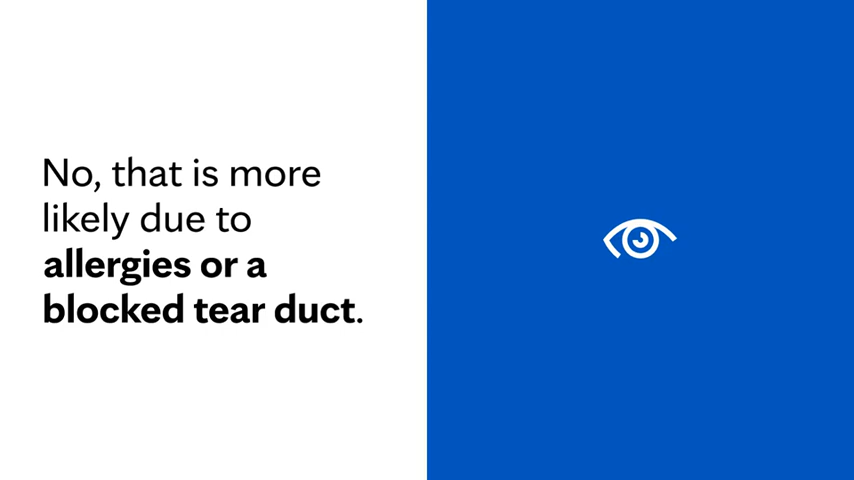 No, that is more
likely due to
allergies or a
blocked tear duct.